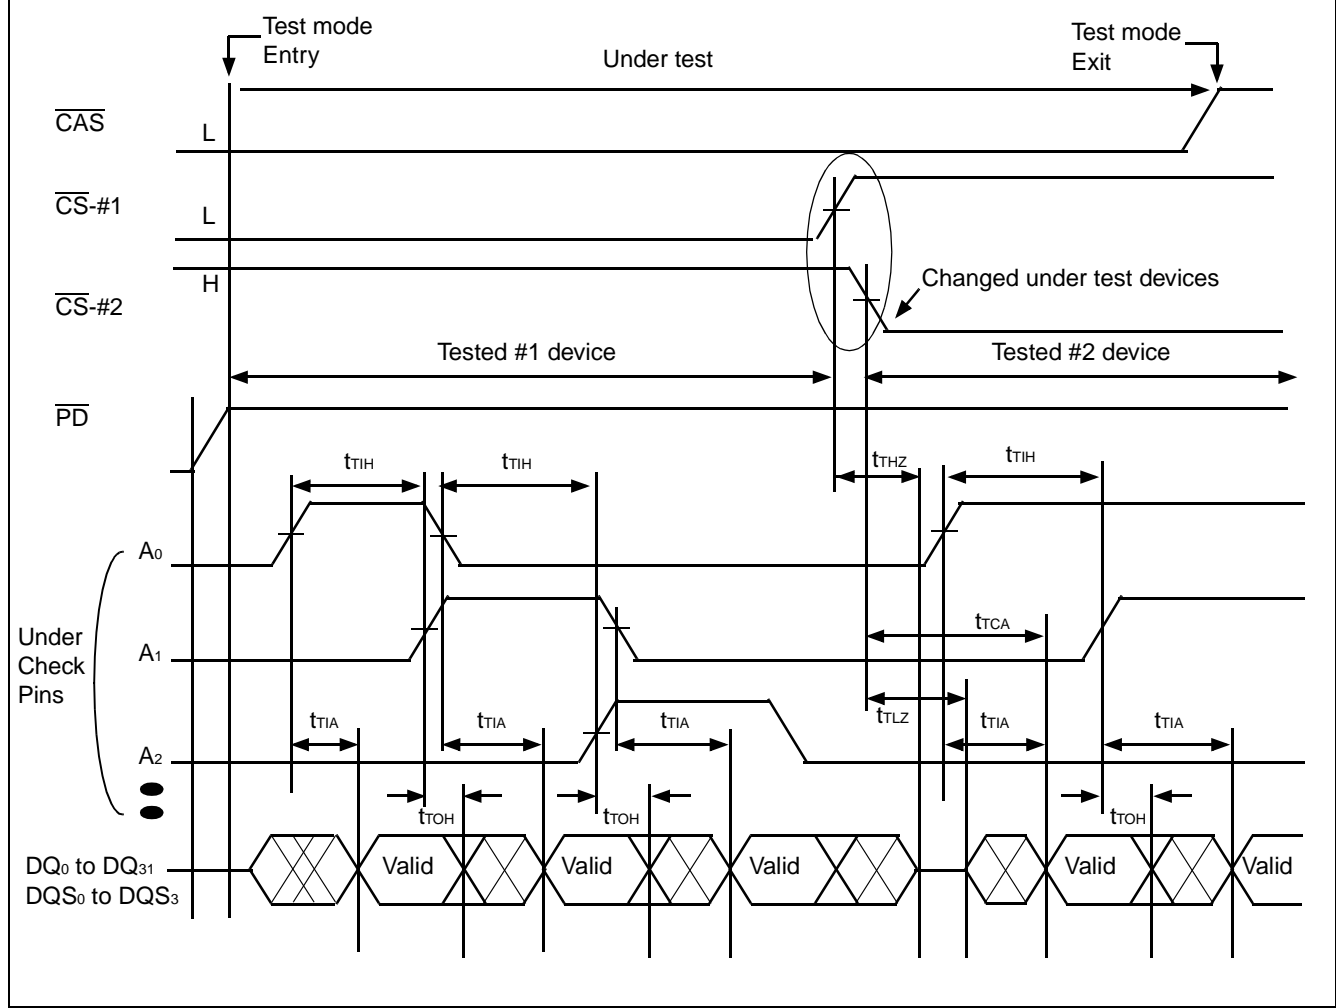 Test mode
Entry
Under test
Test mode
Exit
CAS
L
CS-#1
L
H
CS-#2
Changed under test devices
Tested #1 device
Tested #2 device
PD
tTIH
tTIH
tTHZ
tTIH
A0
Under
Check
Pins
A1
tTCA
tTLZ
tTIA
tTIA
tTIA
tTIA
tTIA
A2
tTOH
tTOH
tTOH
DQ0 to DQ31
DQS0 to DQS3
Valid
Valid
Valid
Valid
Valid